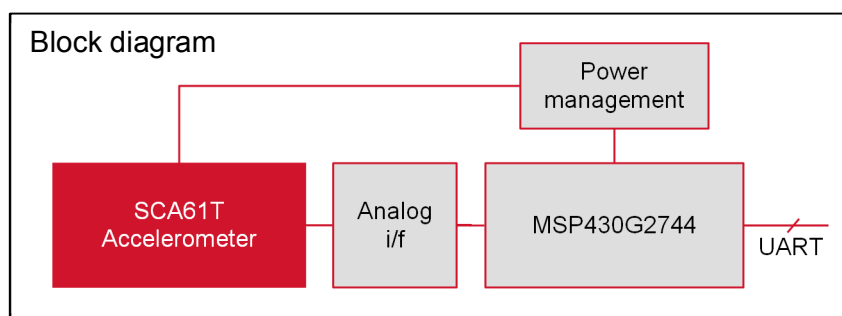 Block diagram
Power
management
SCA61T
Accelerometer
Analog
i/f
MSP430G2744
UART